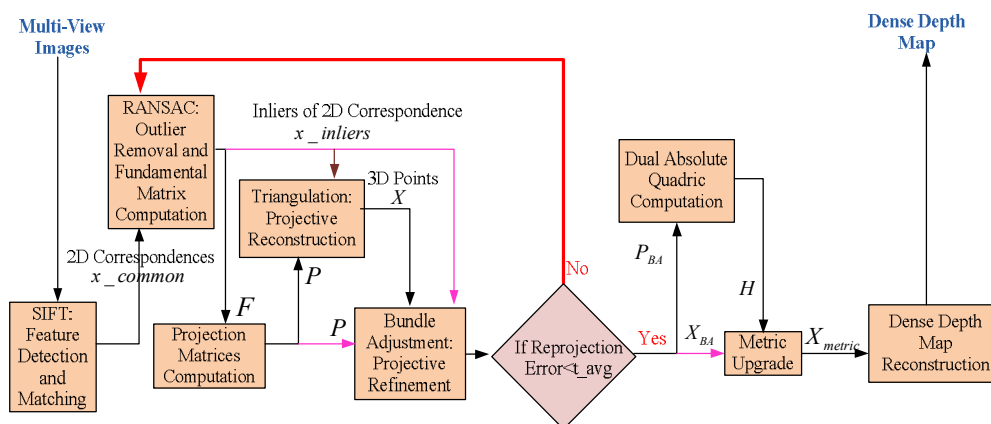 Multi-View
Images
Dense Depth
Map
RANSAC:
Outlier
Removal and
Fundamental
Matrix
Computation
Inliers of 2D Correspondence
x_inliers
Triangulation:
Projective
Reconstruction
3D Points
X
Dual Absolute
Quadric
Computation
2D Correspondences
x_common
P
P_BA
No
H
SIFT:
Feature
Detection
and
Matching
F
Projection
Matrices
Computation
P
Bundle
Adjustment:
Projective
Refinement
If Reprojection
Error<t_avg
Yes
X_BA
Metric
Upgrade
X_metric
Dense Depth
Map
Reconstruction